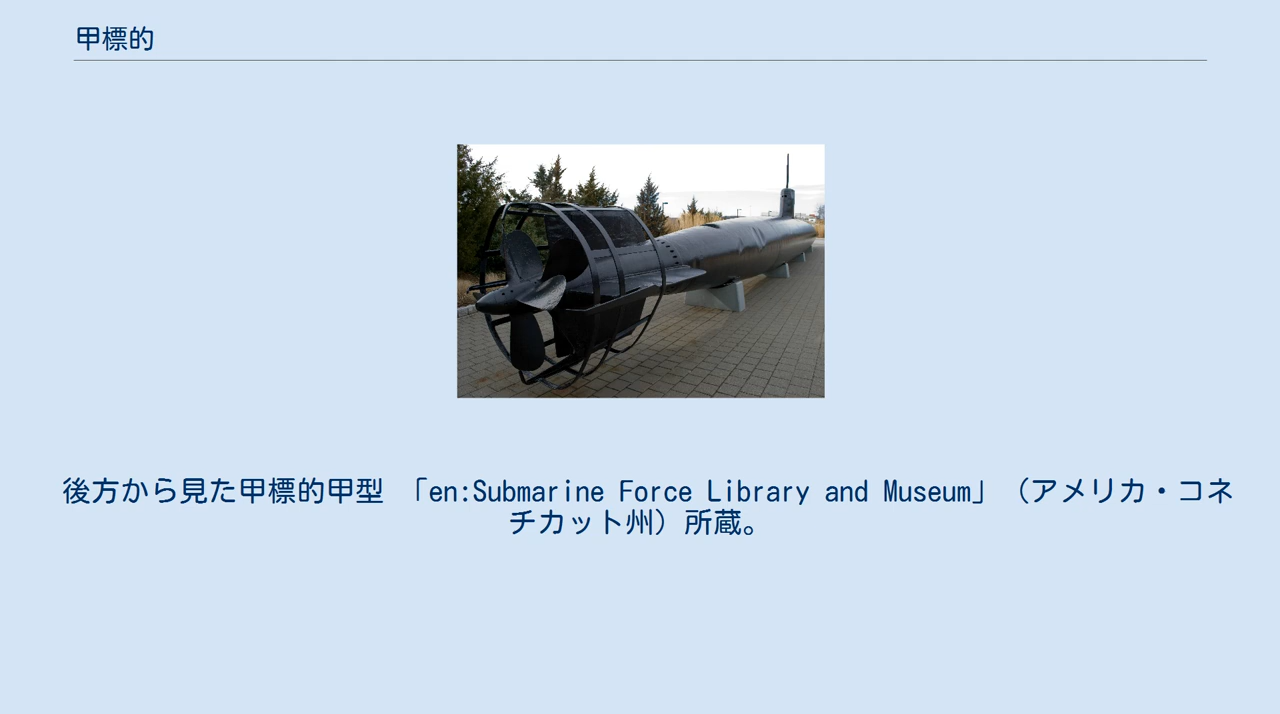 甲標的
後方から見た甲標的甲型 「en:Submarine Force Library and Museum」（アメリカ・コネ
チカット州）所蔵。